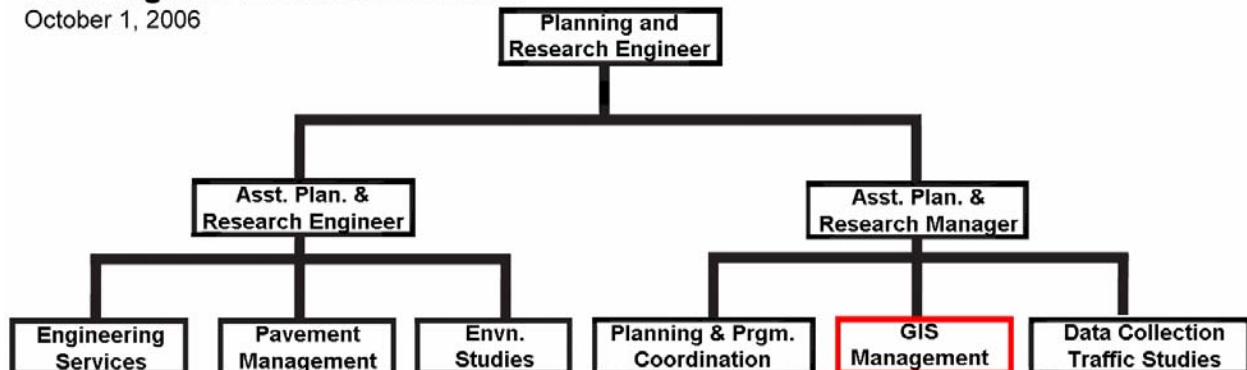 October 1, 2006
Planning and
Research Engineer
Asst. Plan. &
Research Engineer
Asst. Plan. &
Research Manager
Engineering
Services
Pavement
Management
Envn.
Studies
Planning & Prgm.
Coordination
GIS
Management
Data Collection
Traffic Studies